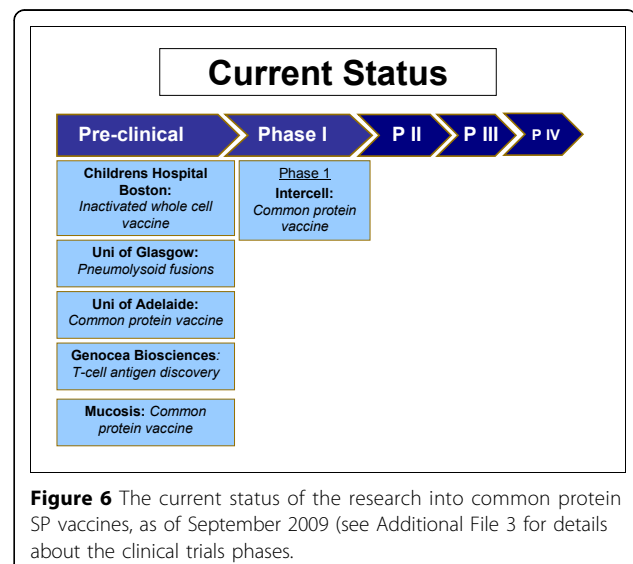 Current Status
Pre-clinical Phase I P II P III P IV
Childrens Hospital
Boston:
Inactivated whole cell
vaccine
Phase 1
Intercell:
Common protein
vaccine
Uni of Glasgow:
Pneumolysoid fusions
Uni of Adelaide:
Common protein vaccine
Genocea Biosciences:
T-cell antigen discovery
Mucosis: Common
protein vaccine
Figure 6 The current status of the research into common protein
SP vaccines, as of September 2009 (see Additional File 3 for details
about the clinical trials phases.